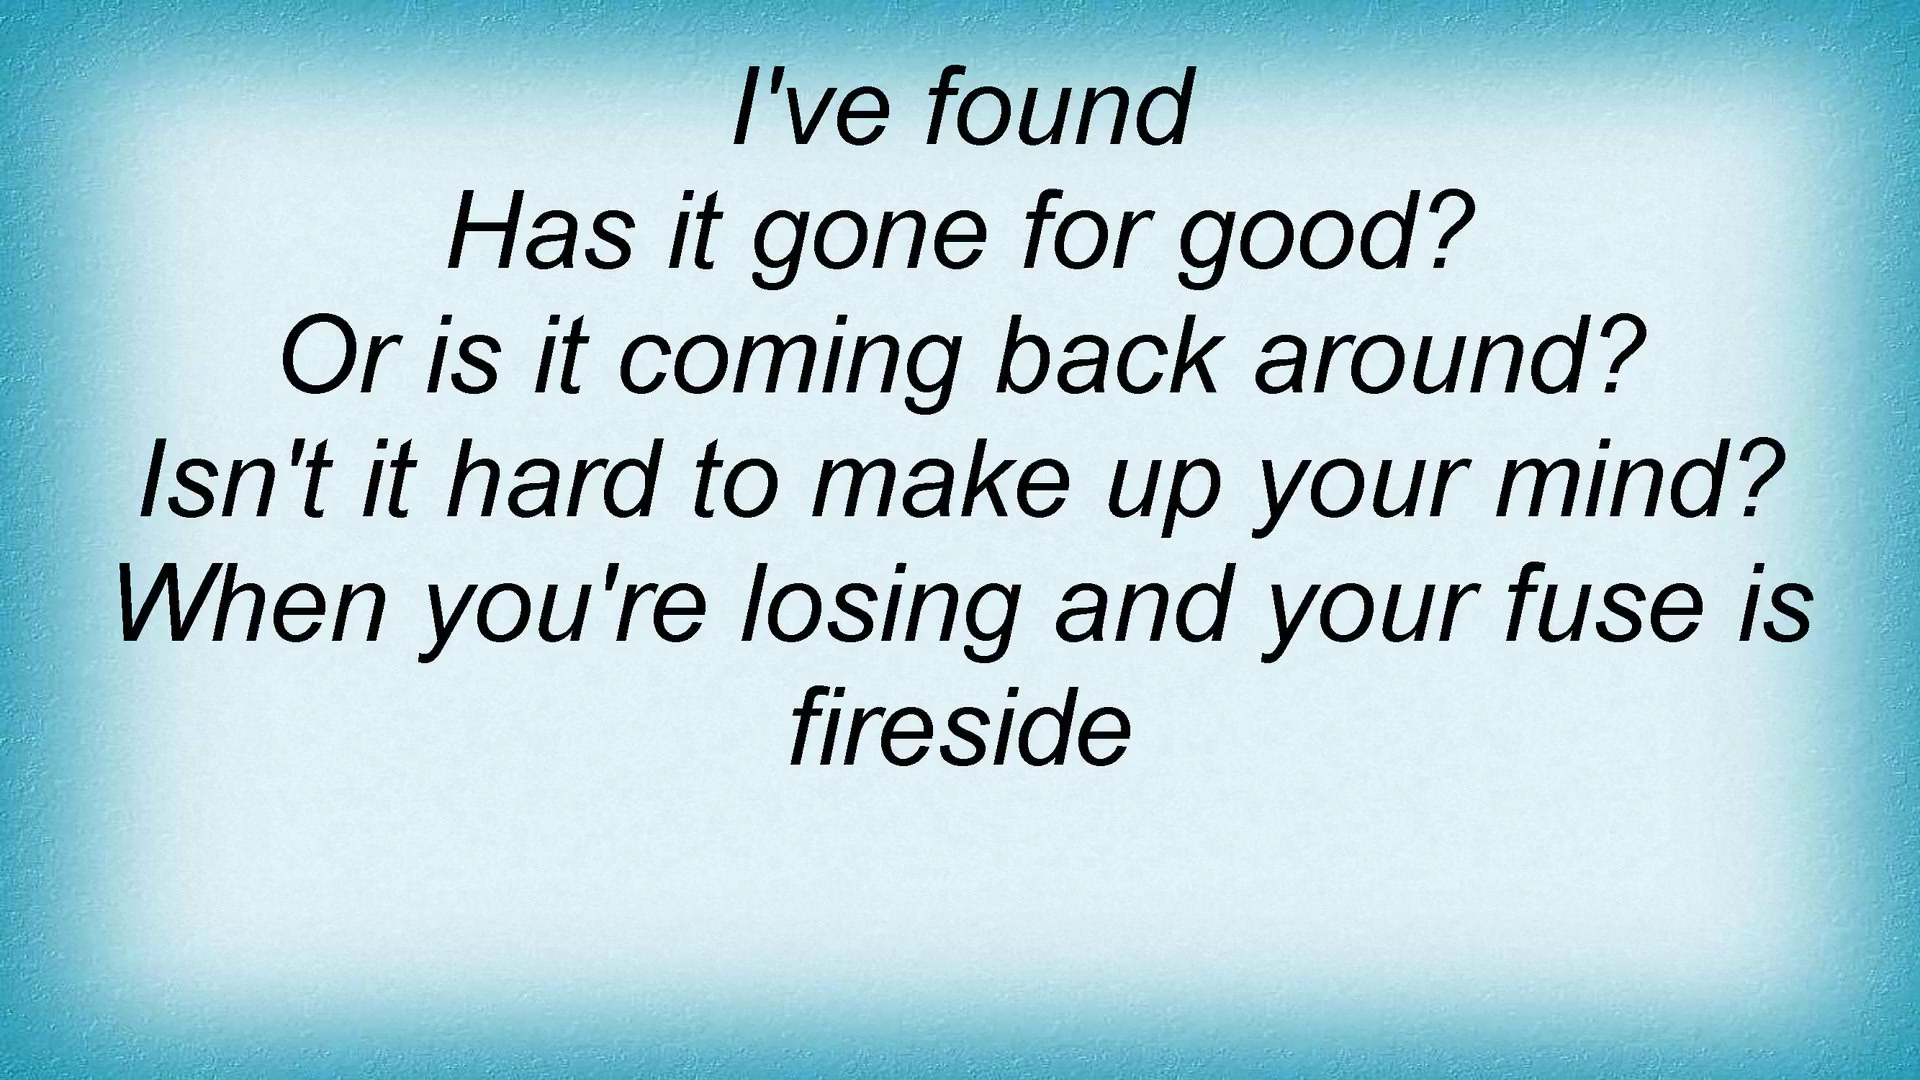 I've found
Has it gone for good?
Or is it coming back around?
Isn't it hard to make up your mind?
When you're losing and your fuse is
fireside